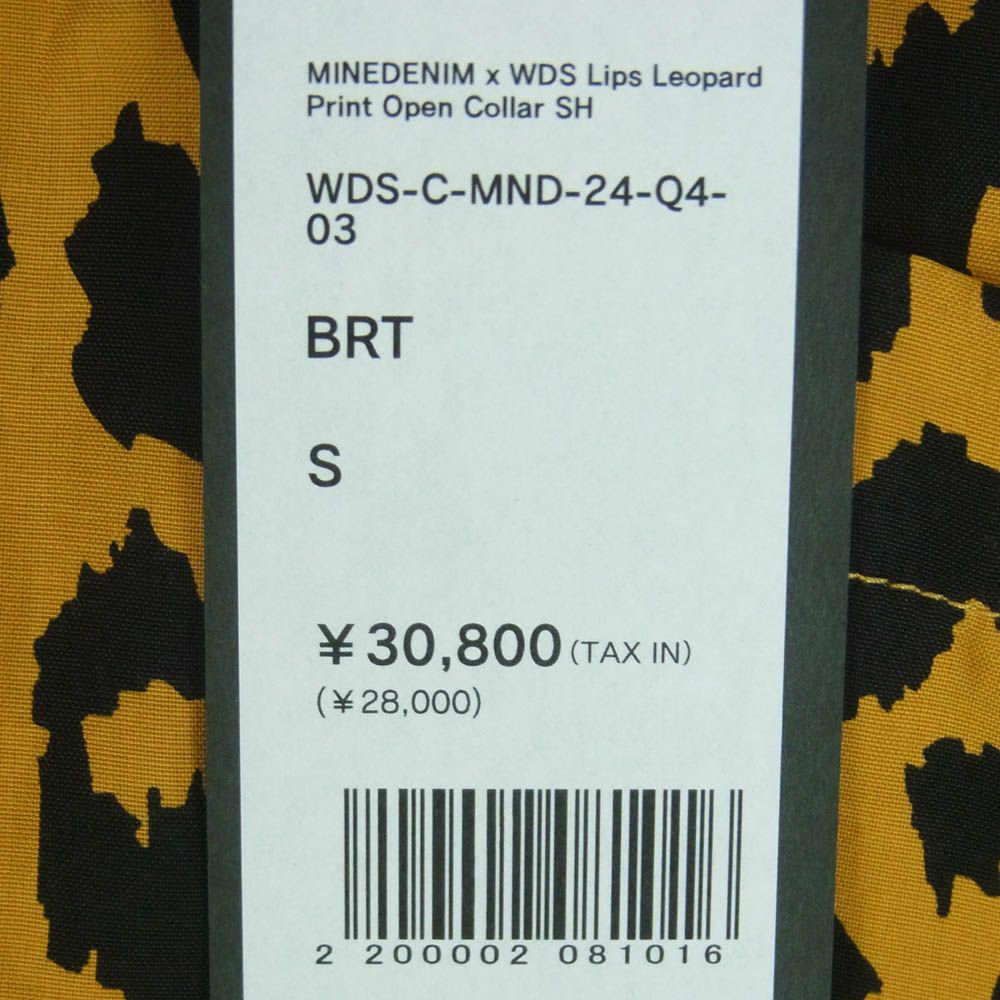 MINEDENIM x WDS Lips Leopard
Print Open Collar SH
WDS-C-MND-24-Q4-
03
BRT
S
¥30,800(TAX IN)
(¥28,000)
2 200002 081016